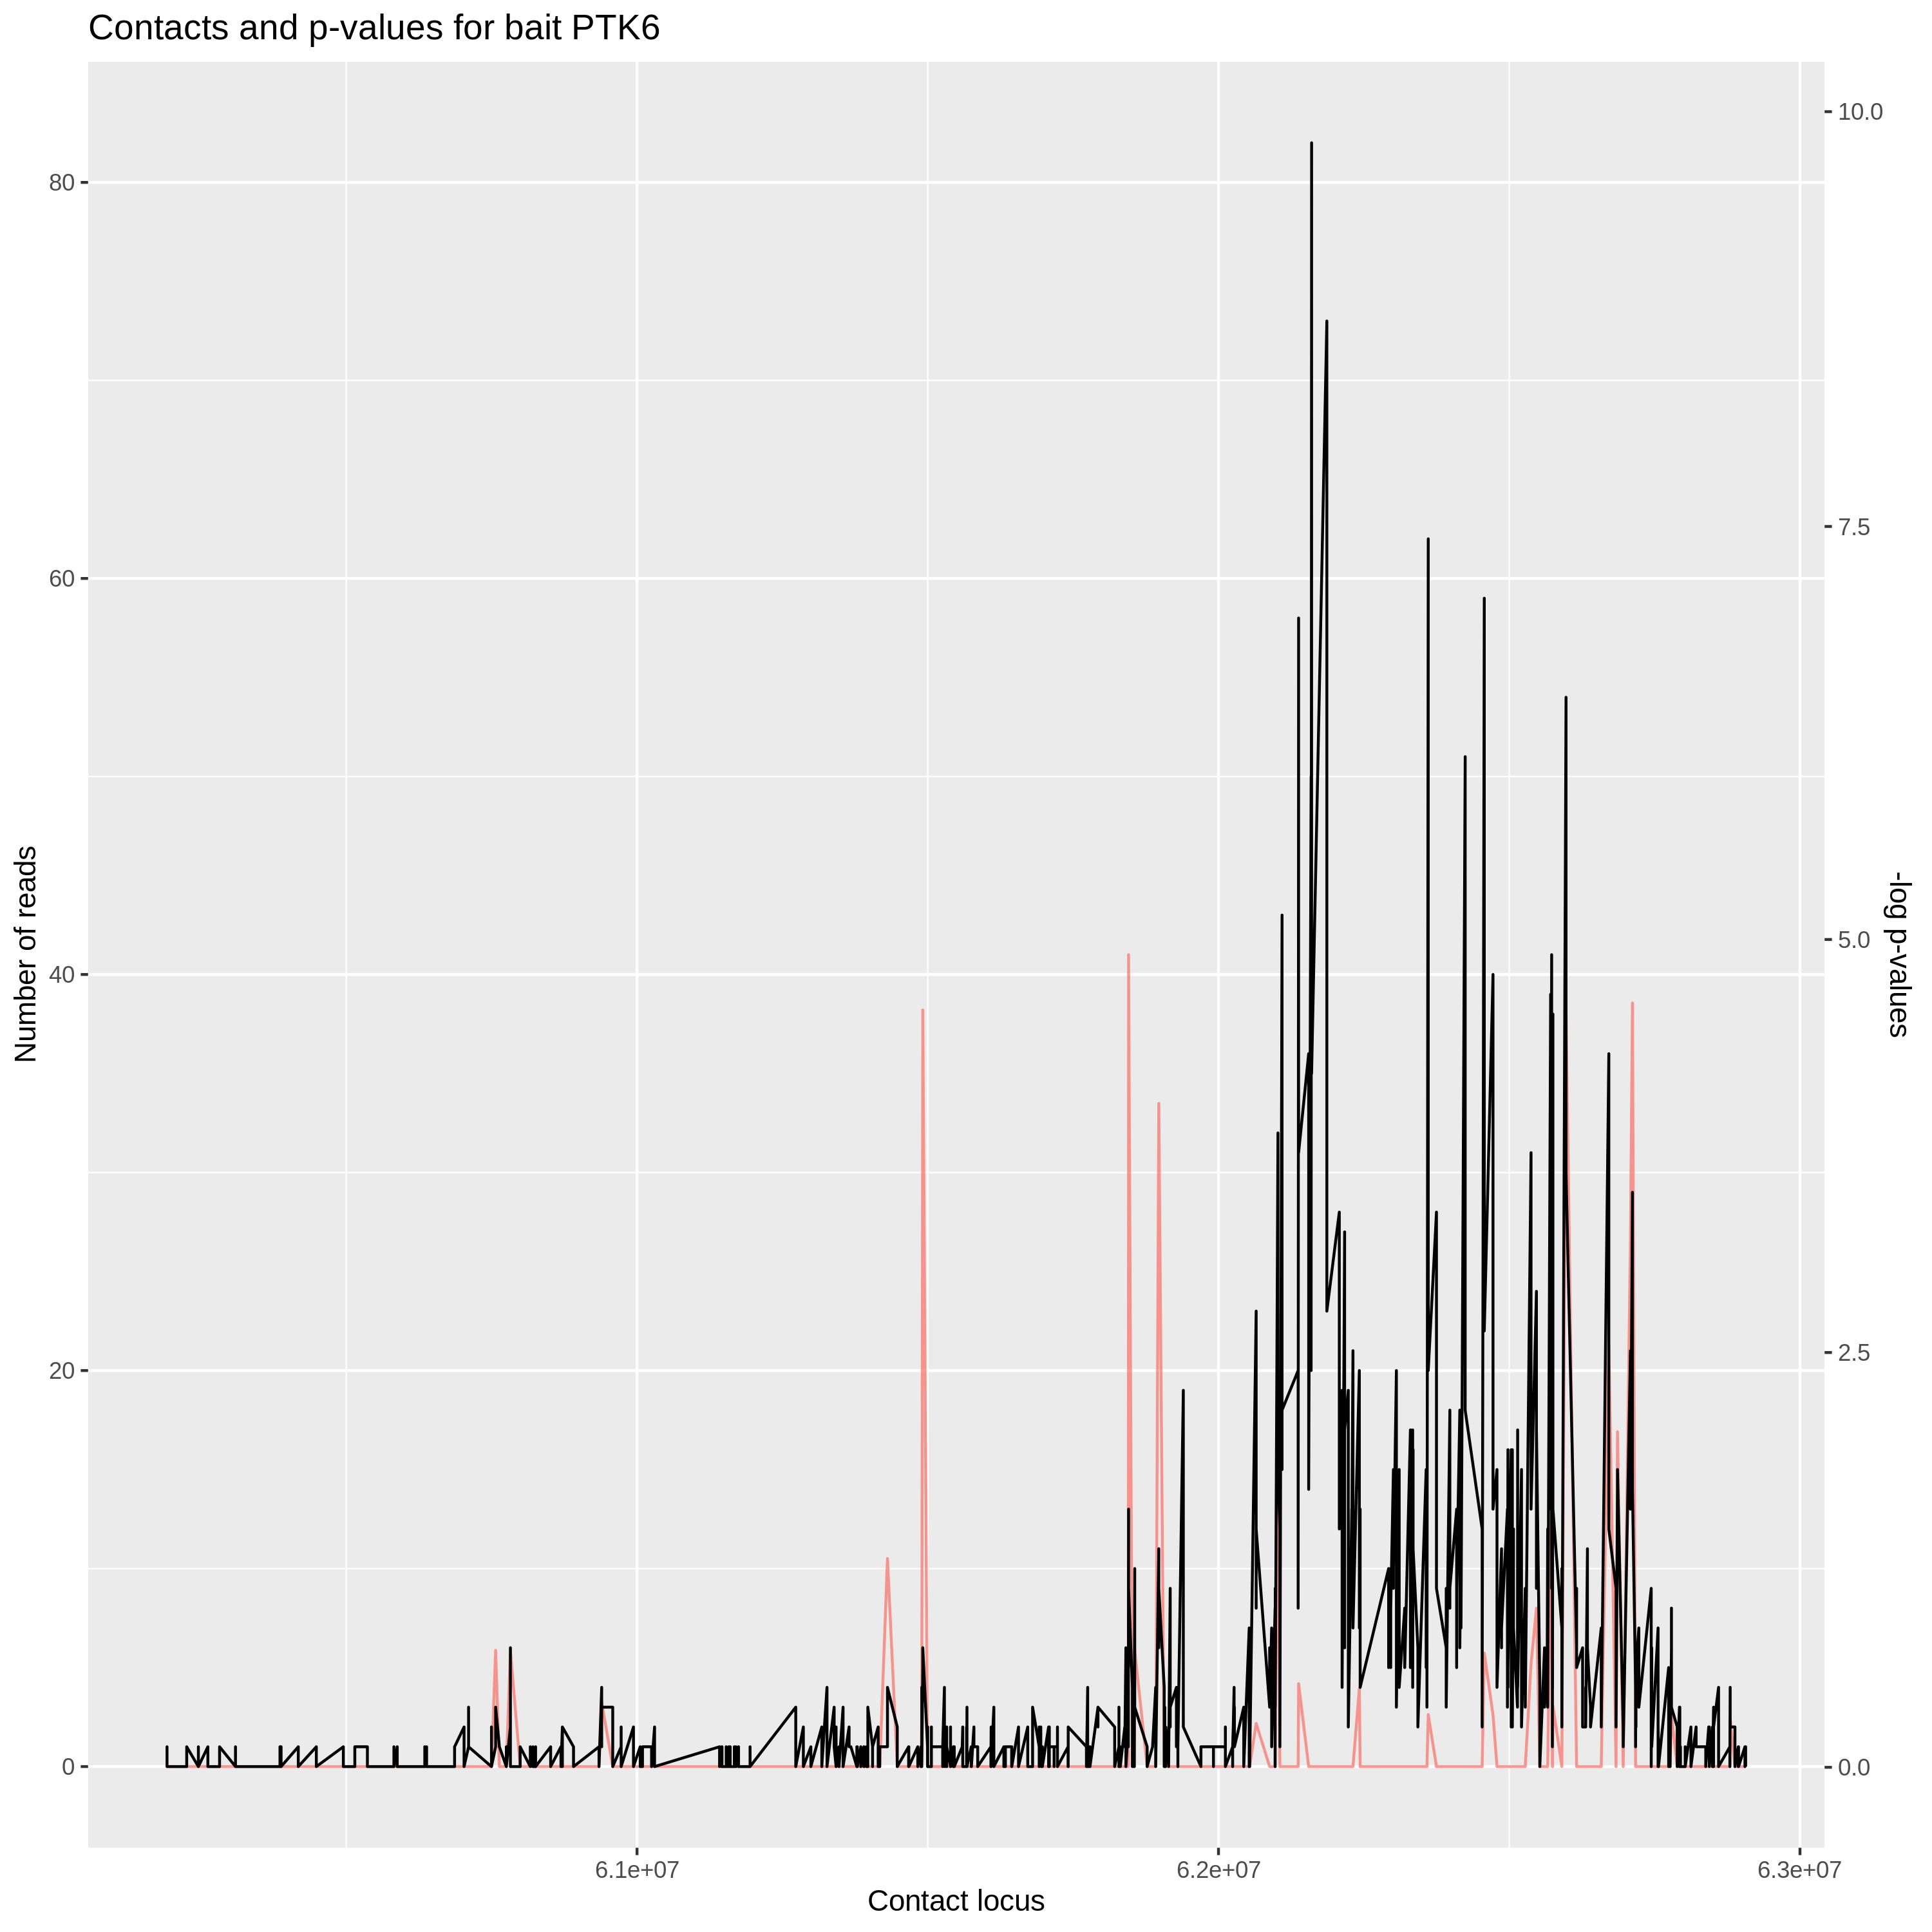 Contacts and p-values for bait PTK6
80
60
40
20
0
10.0
7.5
5.0
2.5
0.0
Number of reads
-log p-values
6.1e+07
6.2e+07
6.3e+07
Contact locus